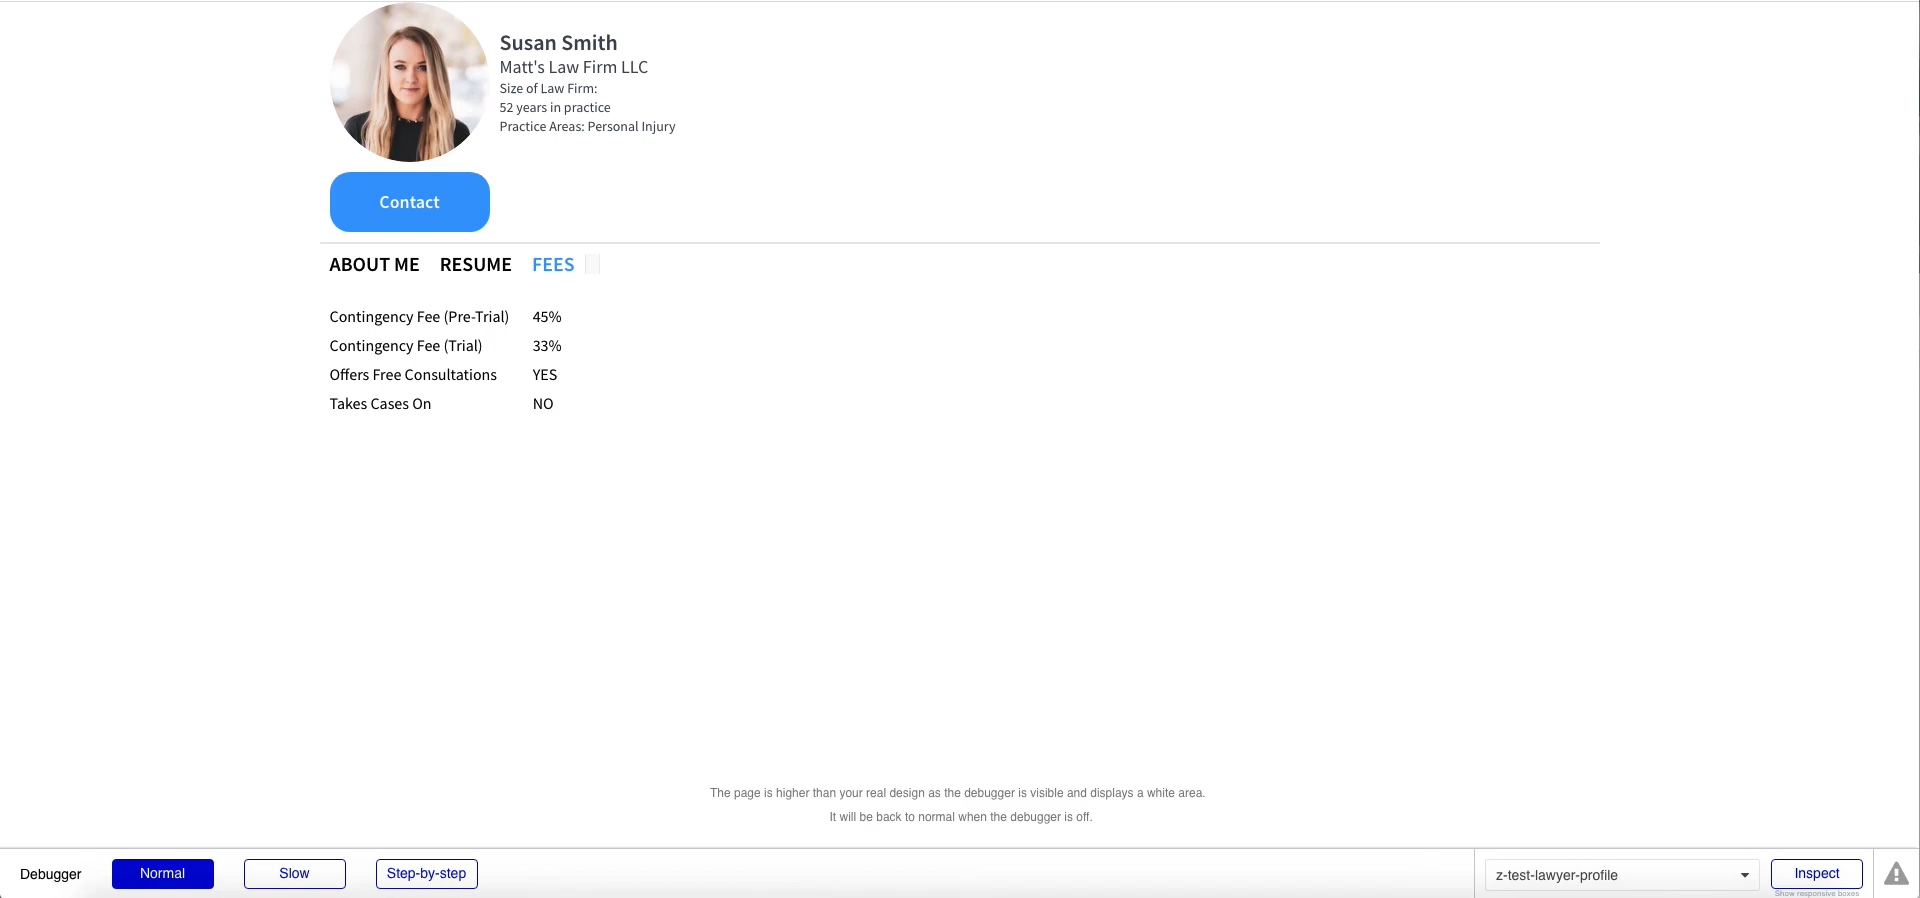 Susan Smith
Matt's Law Firm LLC
Size of Law Firm:
52 years in practice
Practice Areas: Personal Injury
Contact
ABOUT ME RESUME FEES
Contingency Fee (Pre-Trial) 45%
Contingency Fee (Trial) 33%
Offers Free Consultations YES
Takes Cases On NO
The page is higher than your real design as the debugger is visible and displays a white area.
It will be back to normal when the debugger is off.
Debugger Normal Slow Step-by-step z-test-lawyer-profile Inspect
Show responsive boxes